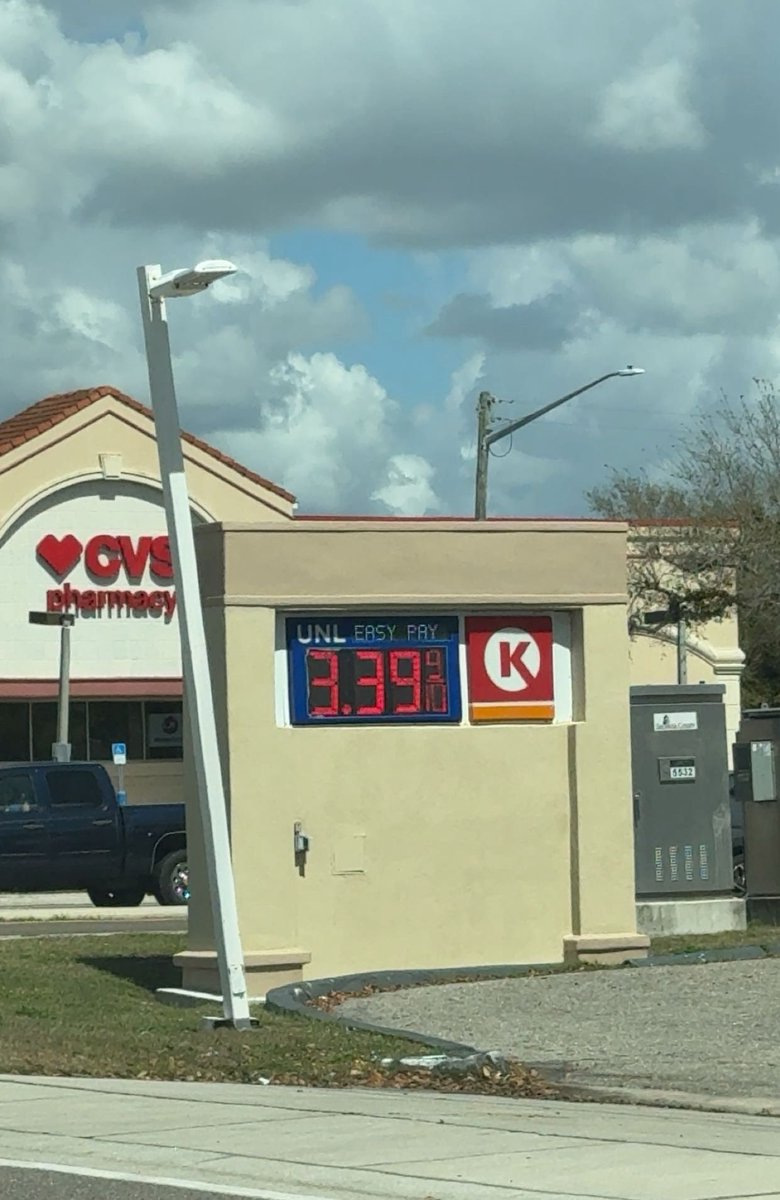 CVS
pharmacy
UNL EASY PAY
3.39 9/10
K
5532